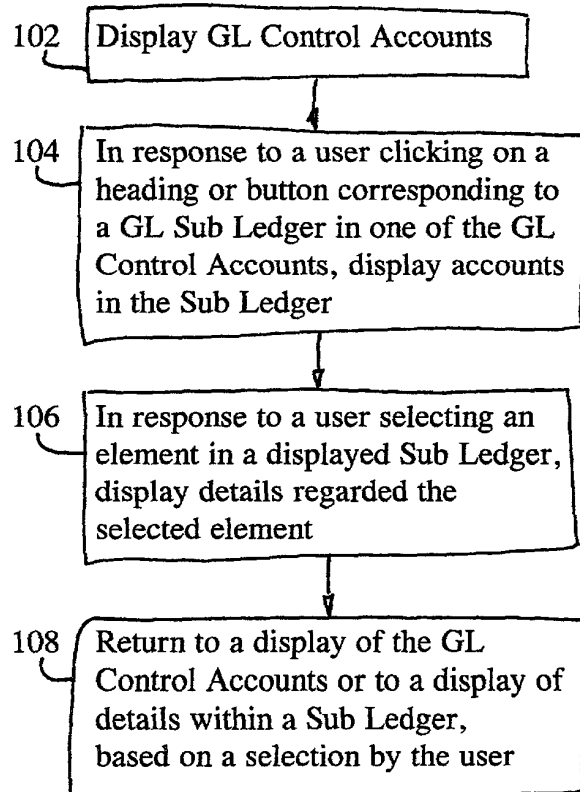 102 Display GL Control Accounts
104 In response to a user clicking on a
heading or button corresponding to
a GL Sub Ledger in one of the GL
Control Accounts, display accounts
in the Sub Ledger
106 In response to a user selecting an
element in a displayed Sub Ledger,
display details regarded the
selected element
108 Return to a display of the GL
Control Accounts or to a display of
details within a Sub Ledger,
based on a selection by the user